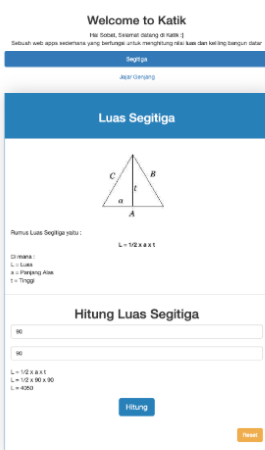 Welcome to Katik
Hai Sobat, Selamat datang di Katik :)
Sebuah web apps sederhana yang berfungsi untuk menghitung nilai luas dan keliling bangun datar
Segitiga
Jajar Genjang
Luas Segitiga
C
B
t
α
A
Rumus Luas Segitiga yaitu :
L = 1/2 x a x t
Di mana :
L = Luas
a = Panjang Alas
t = Tinggi
Hitung Luas Segitiga
90
90
L = 1/2 x a x t
L = 1/2 x 90 x 90
L = 4050
Hitung
Reset